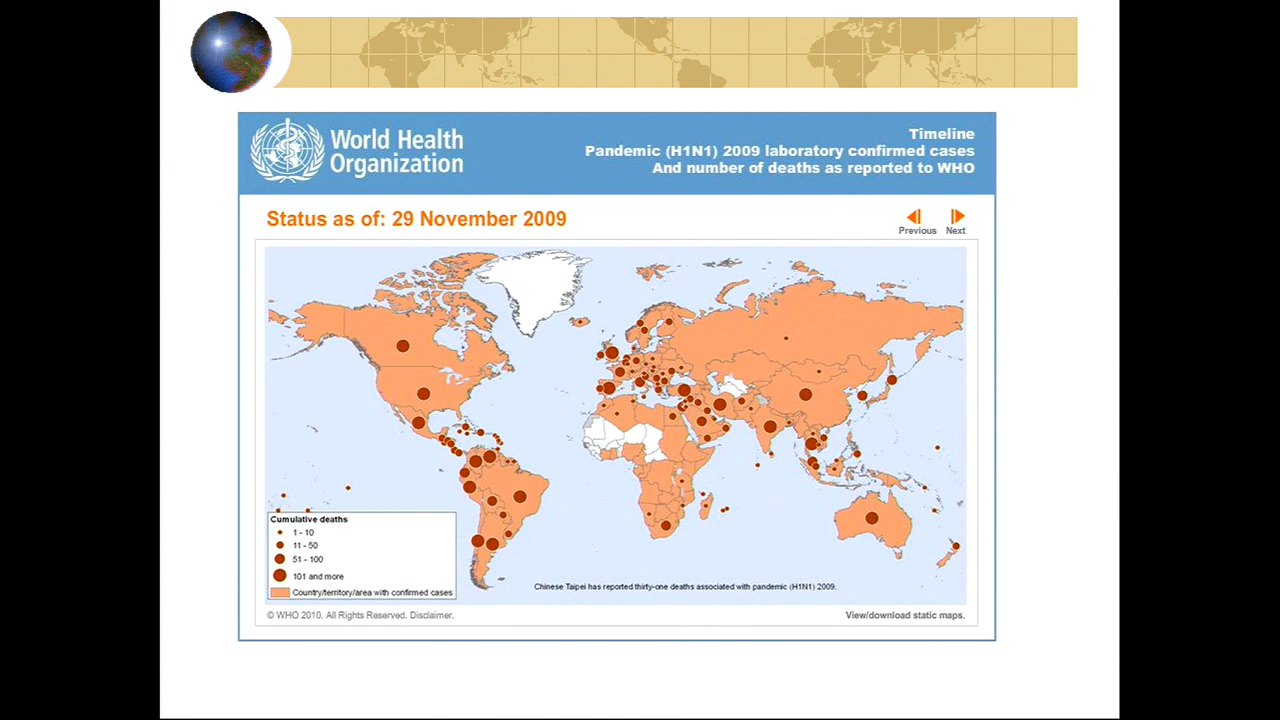 World Health
Organization
Timeline
Pandemic (H1N1) 2009 laboratory confirmed cases
And number of deaths as reported to WHO
Status as of: 29 November 2009
Previous
Next
Cumulative deaths
1 - 10
11 - 50
51 - 100
101 and more
Country/territory/area with confirmed cases
Chinese Taipei has reported thirty-one deaths associated with pandemic (H1N1) 2009.
© WHO 2010. All Rights Reserved. Disclaimer.
View/download static maps.